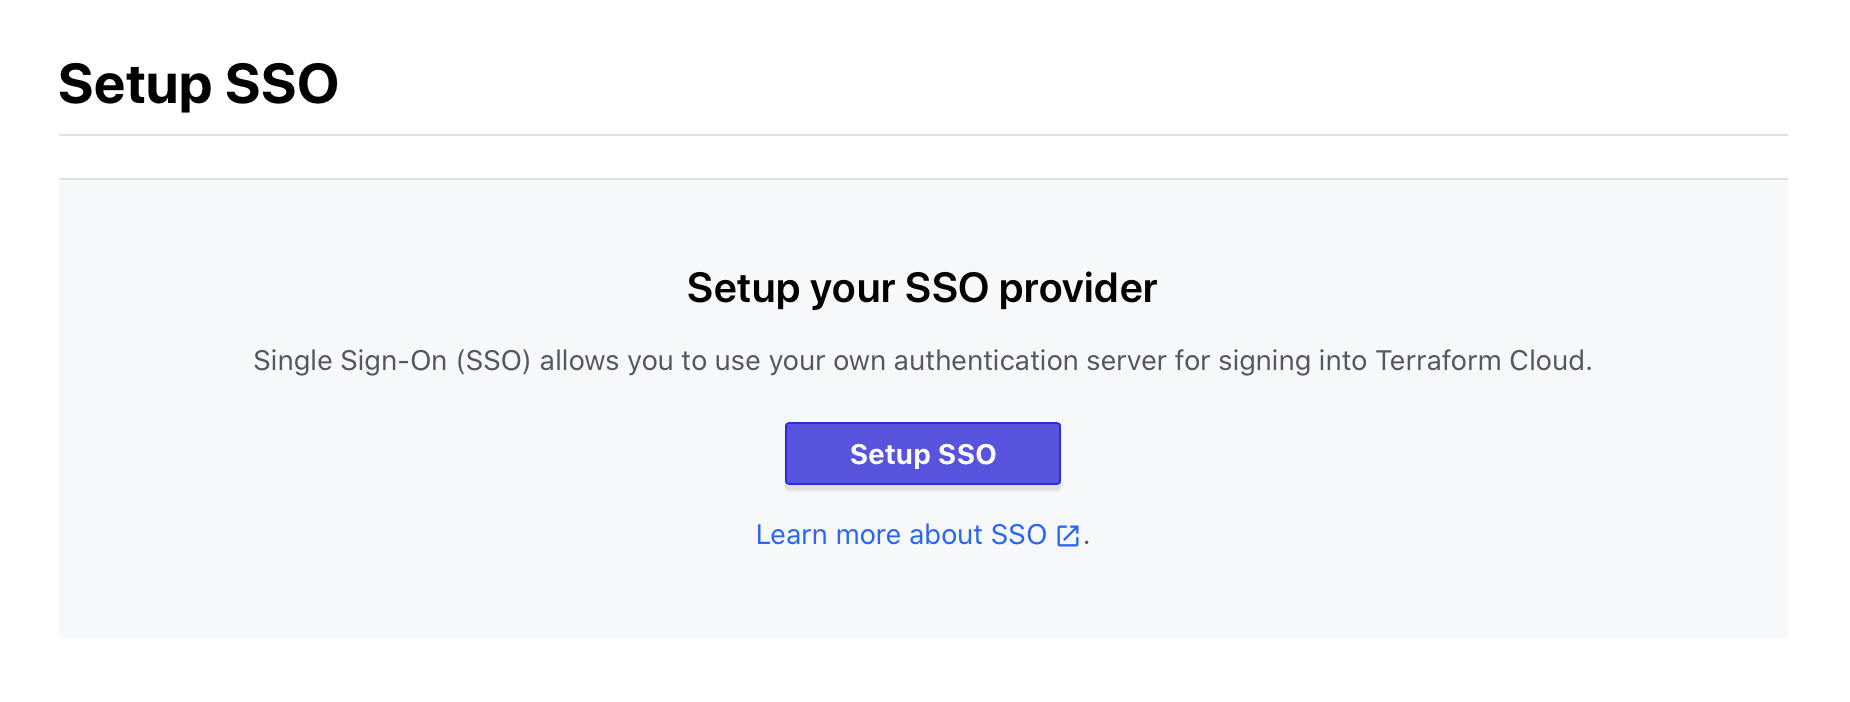 Setup SSO
Setup your SSO provider
Single Sign-On (SSO) allows you to use your own authentication server for signing into Terraform Cloud.
Setup SSO
Learn more about SSO .